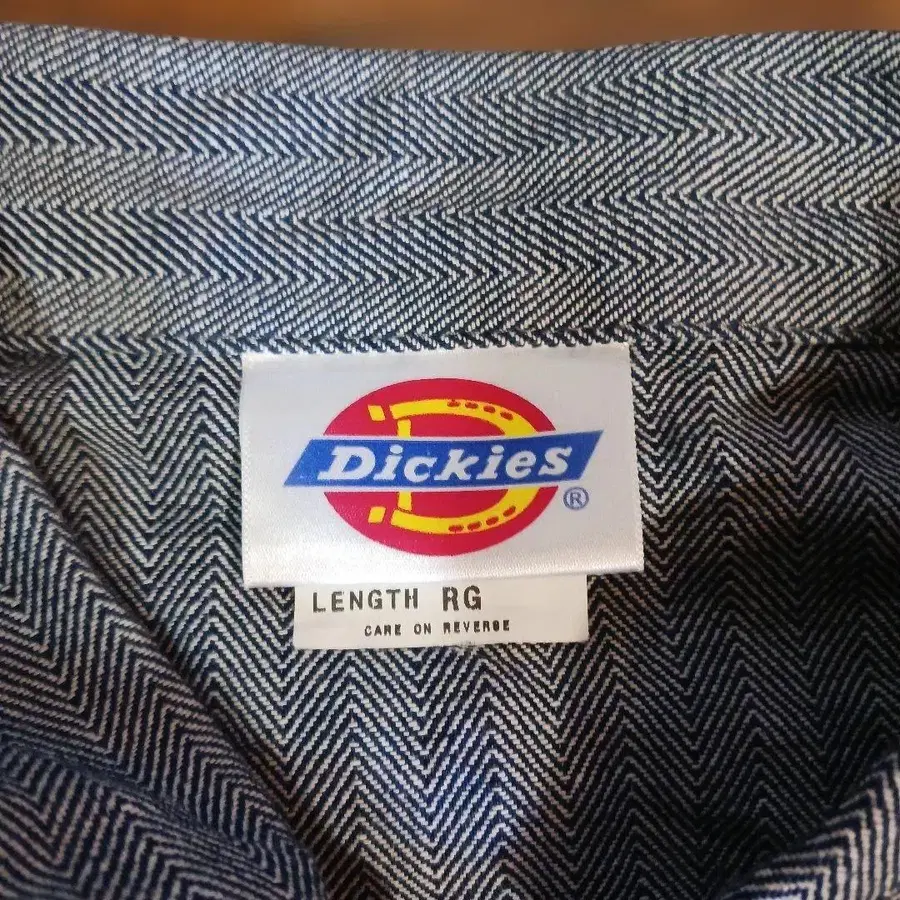 Dickies
®
LENGTH RG
CARE ON REVERSE